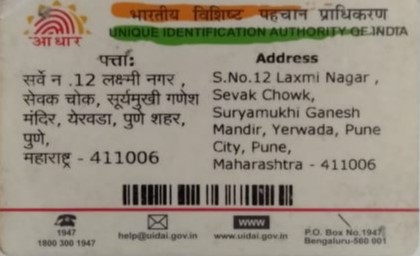 भारतीय विशिष्ट पहचान प्राधिकरण
UNIQUE IDENTIFICATION AUTHORITY OF INDIA
आधार
पत्ता:
सर्वे न .12 लक्ष्मी नगर ,
सेवक चोक, सूर्यमुखी गणेश
मंदिर, येरवडा, पुणे शहर,
पुणे,
महाराष्ट्र - 411006
Address
S.No.12 Laxmi Nagar ,
Sevak Chowk,
Suryamukhi Ganesh
Mandir, Yerwada, Pune
City, Pune,
Maharashtra - 411006
1947
1800 300 1947
help@uidai.gov.in
www
www.uidai.gov.in
P.O. Box No.1947,
Bengaluru-560 001